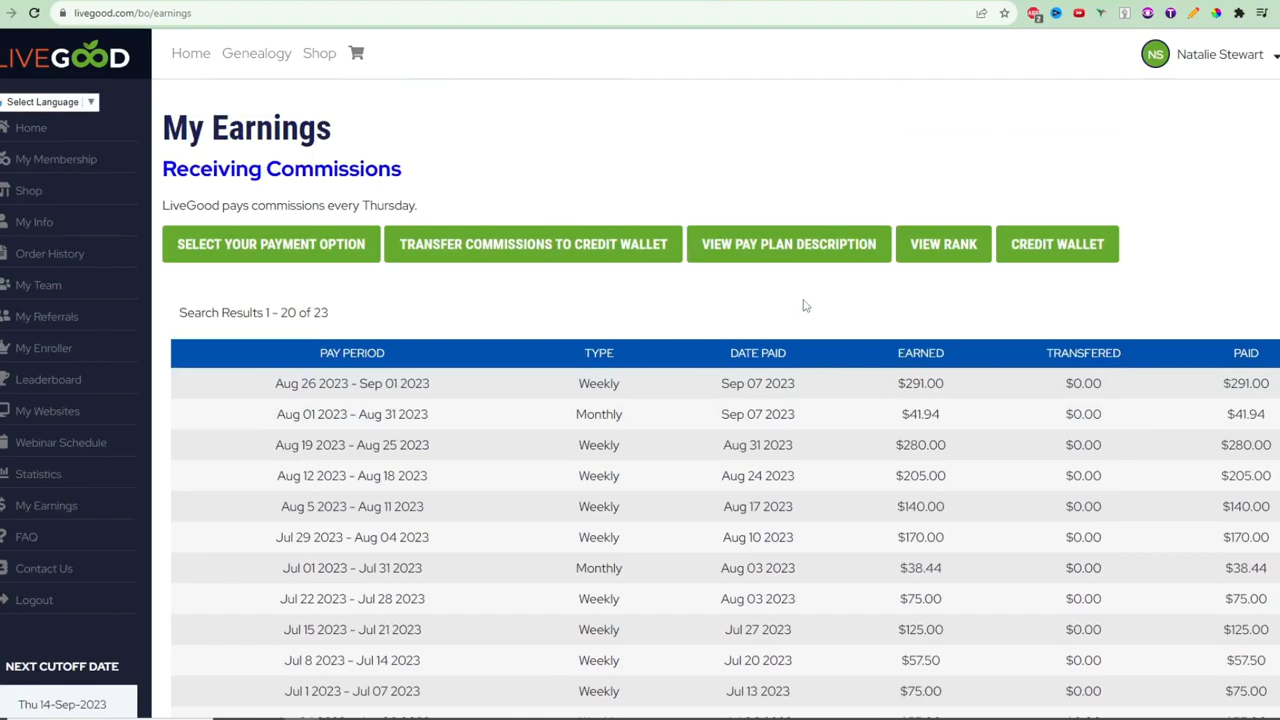 livegood.com/bo/earnings
LIVEGOOD
Home Genealogy Shop
NS Natalie Stewart
Select Language ▼
Home
My Membership
Shop
My Info
Order History
My Team
My Referrals
My Enroller
Leaderboard
My Websites
Webinar Schedule
Statistics
My Earnings
FAQ
Contact Us
Logout
NEXT CUTOFF DATE
Thu 14-Sep-2023
My Earnings
Receiving Commissions
LiveGood pays commissions every Thursday.
SELECT YOUR PAYMENT OPTION TRANSFER COMMISSIONS TO CREDIT WALLET VIEW PAY PLAN DESCRIPTION VIEW RANK CREDIT WALLET
Search Results 1 - 20 of 23
PAY PERIOD TYPE DATE PAID EARNED TRANSFERED PAID
Aug 26 2023 - Sep 01 2023 Weekly Sep 07 2023 $291.00 $0.00 $291.00
Aug 01 2023 - Aug 31 2023 Monthly Sep 07 2023 $41.94 $0.00 $41.94
Aug 19 2023 - Aug 25 2023 Weekly Aug 31 2023 $280.00 $0.00 $280.00
Aug 12 2023 - Aug 18 2023 Weekly Aug 24 2023 $205.00 $0.00 $205.00
Aug 5 2023 - Aug 11 2023 Weekly Aug 17 2023 $140.00 $0.00 $140.00
Jul 29 2023 - Aug 04 2023 Weekly Aug 10 2023 $170.00 $0.00 $170.00
Jul 01 2023 - Jul 31 2023 Monthly Aug 03 2023 $38.44 $0.00 $38.44
Jul 22 2023 - Jul 28 2023 Weekly Aug 03 2023 $75.00 $0.00 $75.00
Jul 15 2023 - Jul 21 2023 Weekly Jul 27 2023 $125.00 $0.00 $125.00
Jul 8 2023 - Jul 14 2023 Weekly Jul 20 2023 $57.50 $0.00 $57.50
Jul 1 2023 - Jul 07 2023 Weekly Jul 13 2023 $75.00 $0.00 $75.00